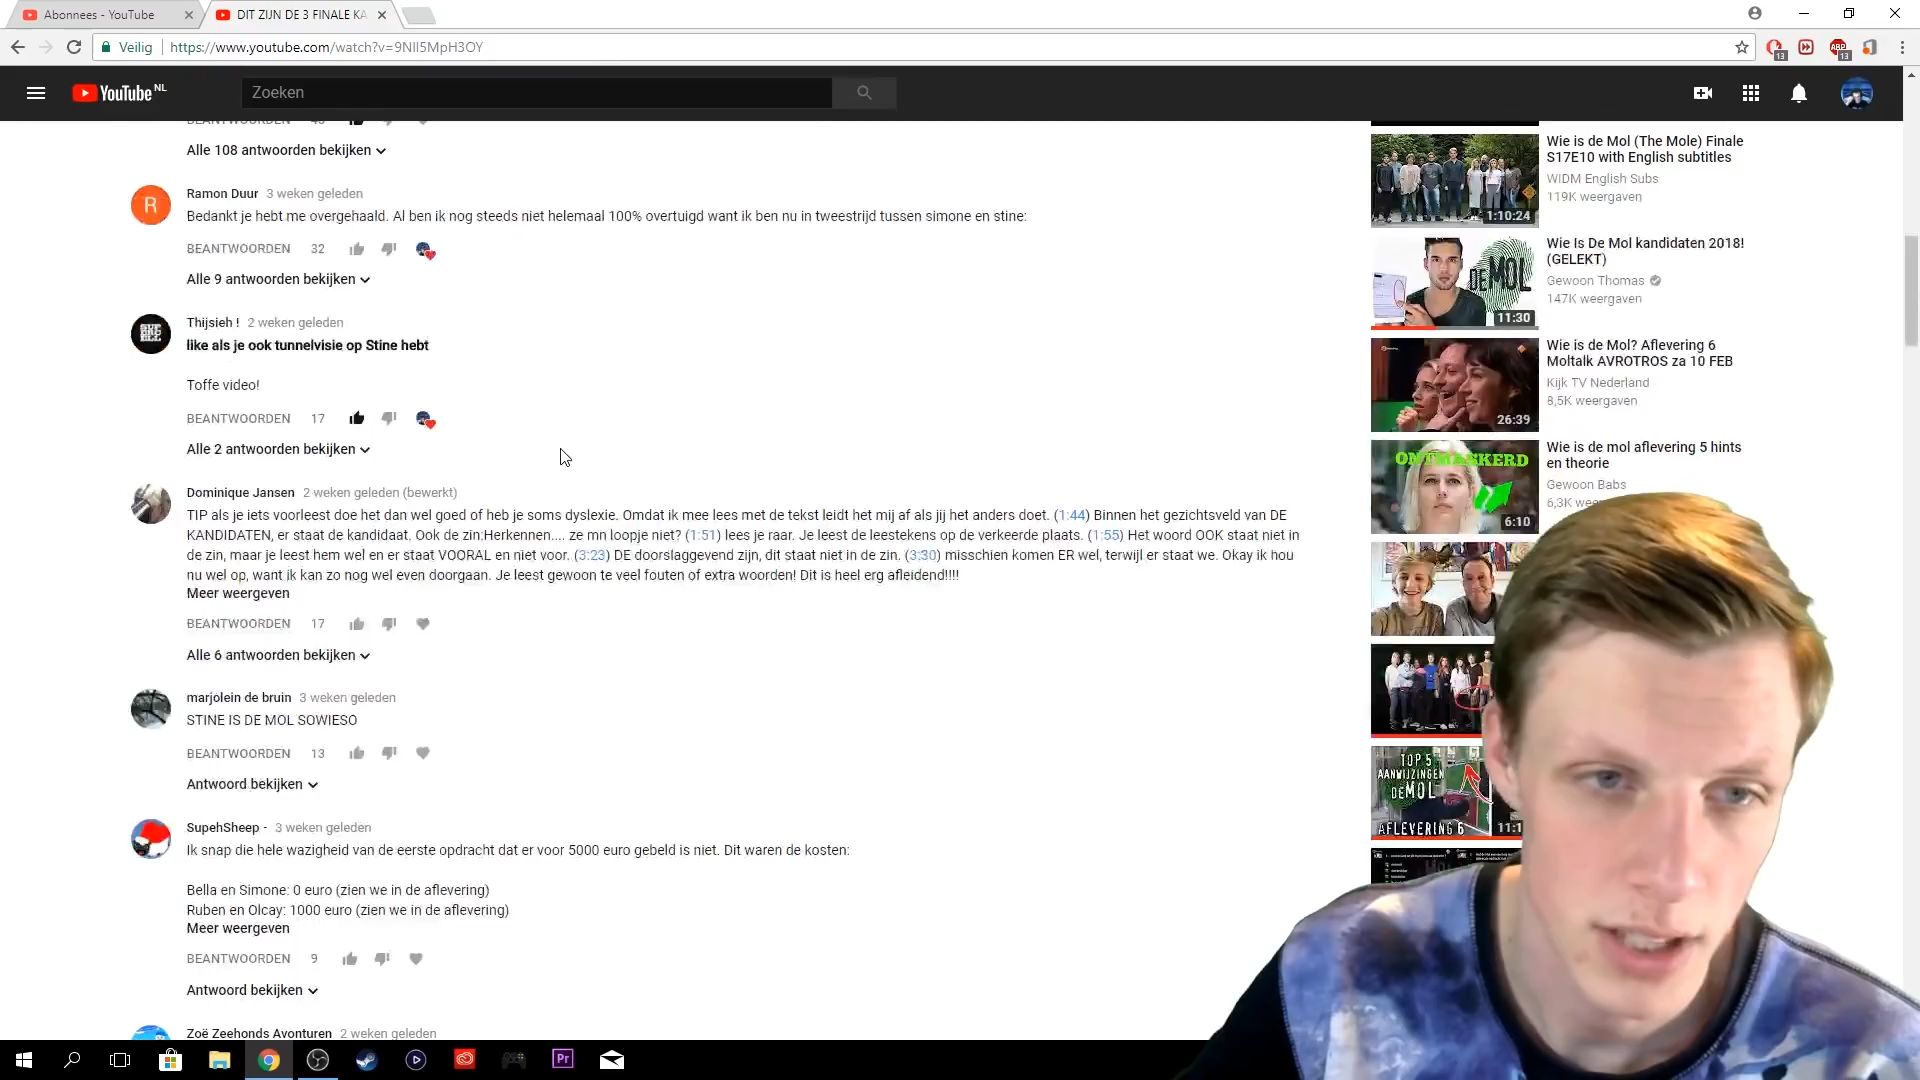 Abonnees - YouTube
DIT ZIJN DE 3 FINALE KA
Veilig
https://www.youtube.com/watch?v=9NIl5MpH3OY
13
13
YouTube NL
Zoeken
Alle 108 antwoorden bekijken
Ramon Duur 3 weken geleden
Bedankt je hebt me overgehaald. Al ben ik nog steeds niet helemaal 100% overtuigd want ik ben nu in tweestrijd tussen simone en stine:
BEANTWOORDEN 32
Alle 9 antwoorden bekijken
Thijsieh ! 2 weken geleden
like als je ook tunnelvisie op Stine hebt
Toffe video!
BEANTWOORDEN 17
Alle 2 antwoorden bekijken
Dominique Jansen 2 weken geleden (bewerkt)
TIP als je iets voorleest doe het dan wel goed of heb je soms dyslexie. Omdat ik mee lees met de tekst leidt het mij af als jij het anders doet. (1:44) Binnen het gezichtsveld van DE
KANDIDATEN, er staat de kandidaat. Ook de zin:Herkennen.... ze mn loopje niet? (1:51) lees je raar. Je leest de leestekens op de verkeerde plaats. (1:55) Het woord OOK staat niet in
de zin, maar je leest hem wel en er staat VOORAL en niet voor. (3:23) DE doorslaggevend zijn, dit staat niet in de zin. (3:30) misschien komen ER wel, terwijl er staat we. Okay ik hou
nu wel op, want ik kan zo nog wel even doorgaan. Je leest gewoon te veel fouten of extra woorden! Dit is heel erg afleidend!!!!
Meer weergeven
BEANTWOORDEN 17
Alle 6 antwoorden bekijken
marjolein de bruin 3 weken geleden
STINE IS DE MOL SOWIESO
BEANTWOORDEN 13
Antwoord bekijken
SupehSheep - 3 weken geleden
Ik snap die hele wazigheid van de eerste opdracht dat er voor 5000 euro gebeld is niet. Dit waren de kosten:
Bella en Simone: 0 euro (zien we in de aflevering)
Ruben en Olcay: 1000 euro (zien we in de aflevering)
Meer weergeven
BEANTWOORDEN 9
Antwoord bekijken
Zoë Zeehonds Avonturen 2 weken geleden
Wie is de Mol (The Mole) Finale
S17E10 with English subtitles
WIDM English Subs
119K weergaven
1:10:24
Wie Is De Mol kandidaten 2018!
(GELEKT)
Gewoon Thomas
147K weergaven
DE MOL
11:30
Wie is de Mol? Aflevering 6
Moltalk AVROTROS za 10 FEB
Kijk TV Nederland
8,5K weergaven
26:39
Wie is de mol aflevering 5 hints
en theorie
Gewoon Babs
6,3K
ONTMASKERD
6:10
TOP 5
AANWIJZINGEN
DE MOL
AFLEVERING 6
Pr